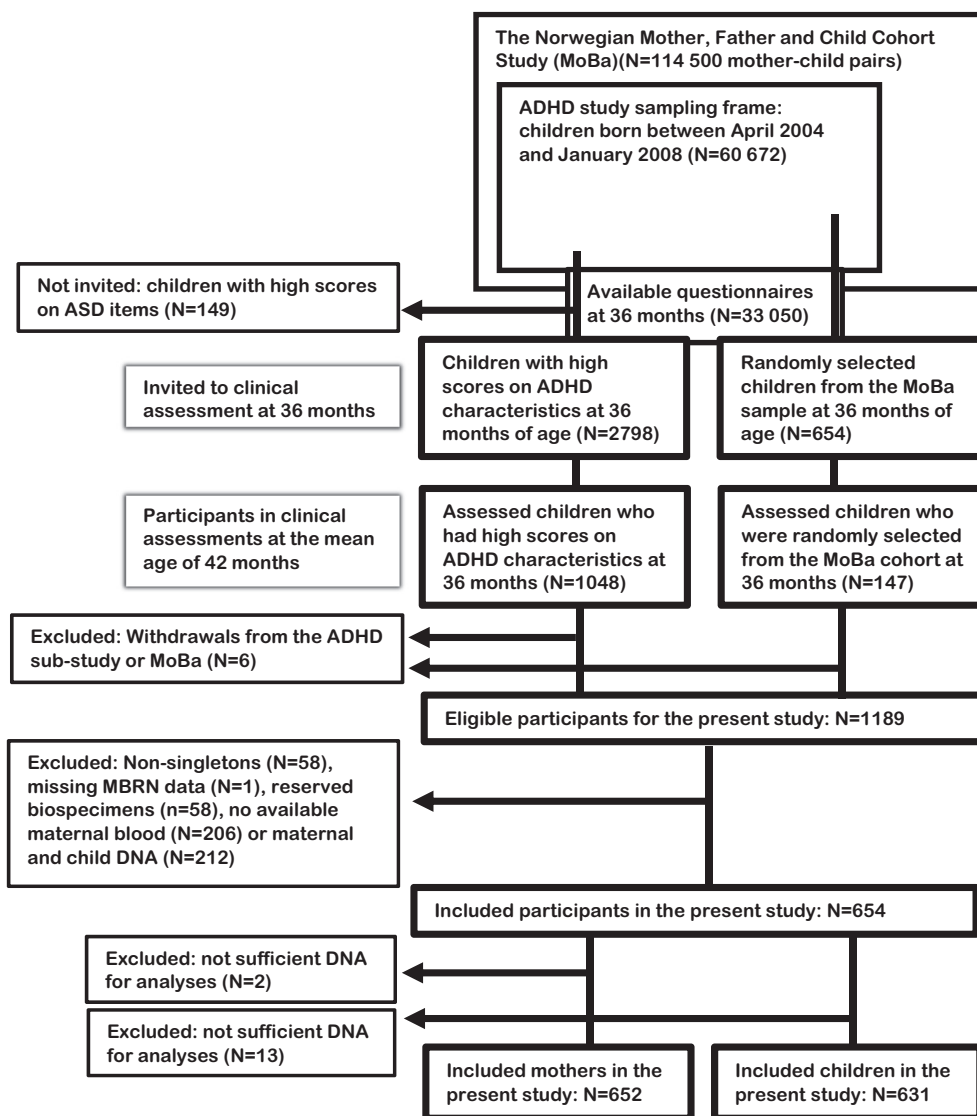 The Norwegian Mother, Father and Child Cohort
Study (MoBa)(N=114 500 mother-child pairs)
ADHD study sampling frame:
children born between April 2004
and January 2008 (N=60 672)
Not invited: children with high scores
on ASD items (N=149)
Available questionnaires
at 36 months (N=33 050)
Invited to clinical
assessment at 36 months
Children with high
scores on ADHD
characteristics at 36
months of age (N=2798)
Randomly selected
children from the MoBa
sample at 36 months of
age (N=654)
Participants in clinical
assessments at the mean
age of 42 months
Assessed children who
had high scores on
ADHD characteristics at
36 months (N=1048)
Assessed children who
were randomly selected
from the MoBa cohort at
36 months (N=147)
Excluded: Withdrawals from the ADHD
sub-study or MoBa (N=6)
Eligible participants for the present study: N=1189
Excluded: Non-singletons (N=58),
missing MBRN data (N=1), reserved
biospecimens (n=58), no available
maternal blood (N=206) or maternal
and child DNA (N=212)
Included participants in the present study: N=654
Excluded: not sufficient DNA
for analyses (N=2)
Excluded: not sufficient DNA
for analyses (N=13)
Included mothers in the
present study: N=652
Included children in the
present study: N=631